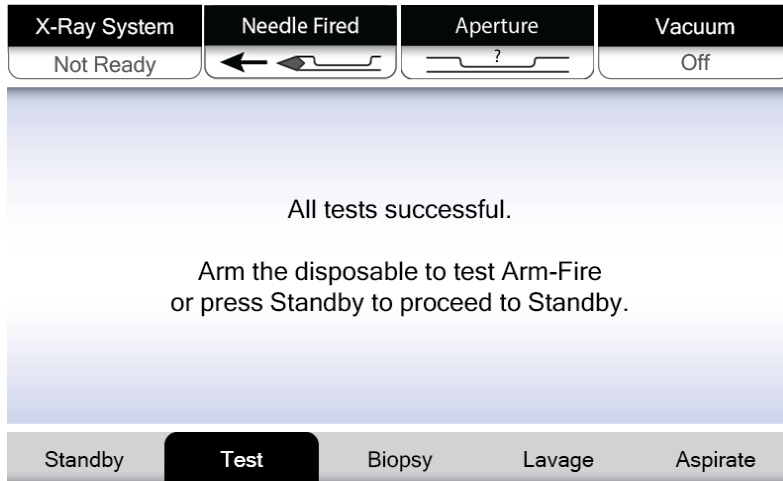 X-Ray System
Needle Fired
Aperture
Vacuum
Not Ready
?
Off
All tests successful.
Arm the disposable to test Arm-Fire
or press Standby to proceed to Standby.
Standby
Test
Biopsy
Lavage
Aspirate